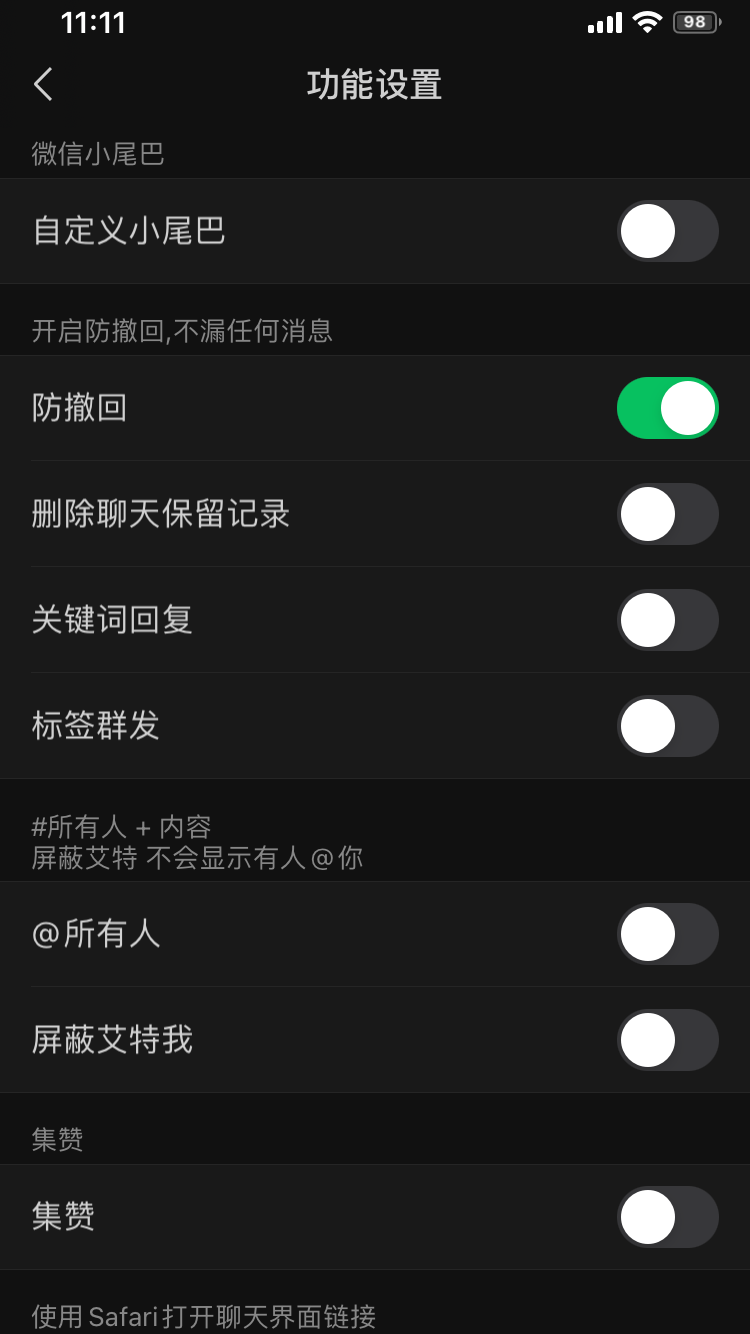 11:11
98
功能设置
微信小尾巴
自定义小尾巴
开启防撤回,不漏任何消息
防撤回
删除聊天保留记录
关键词回复
标签群发
#所有人 + 内容
屏蔽艾特 不会显示有人@你
@所有人
屏蔽艾特我
集赞
集赞
使用Safari打开聊天界面链接